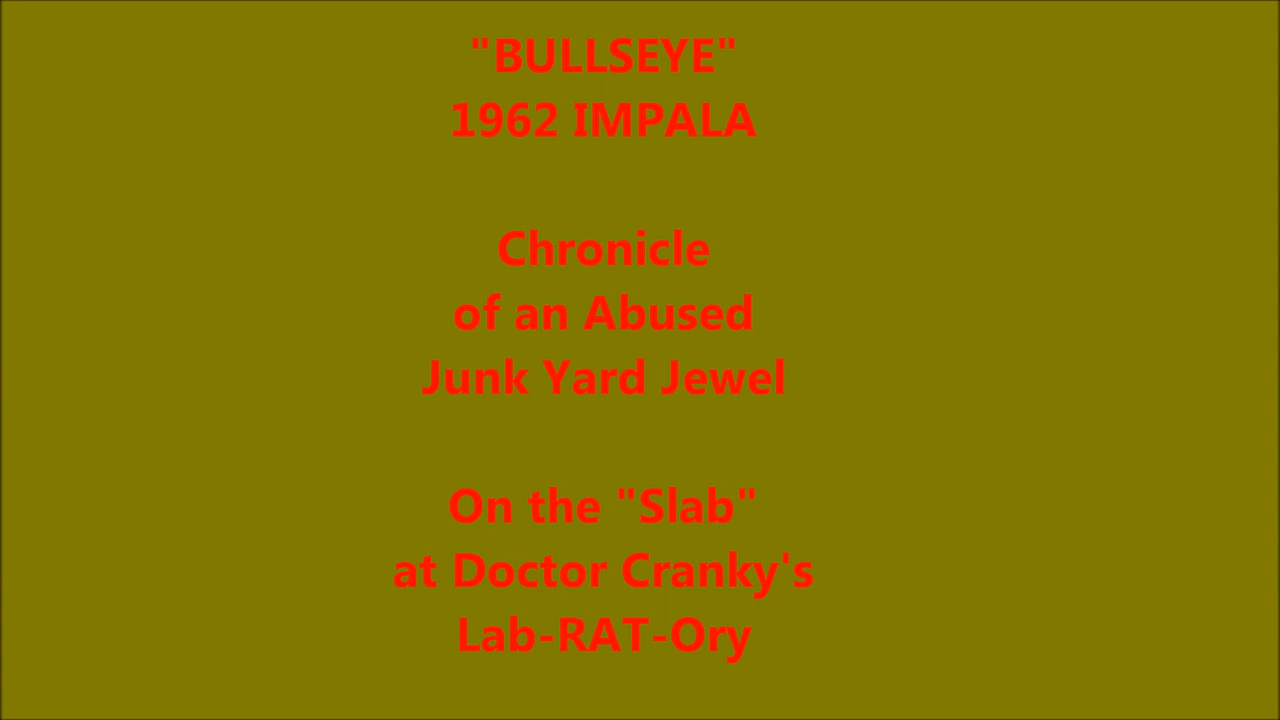 "BULLSEYE"
1962 IMPALA
Chronicle
of an Abused
Junk Yard Jewel
On the "Slab"
at Doctor Cranky's
Lab-RAT-Ory